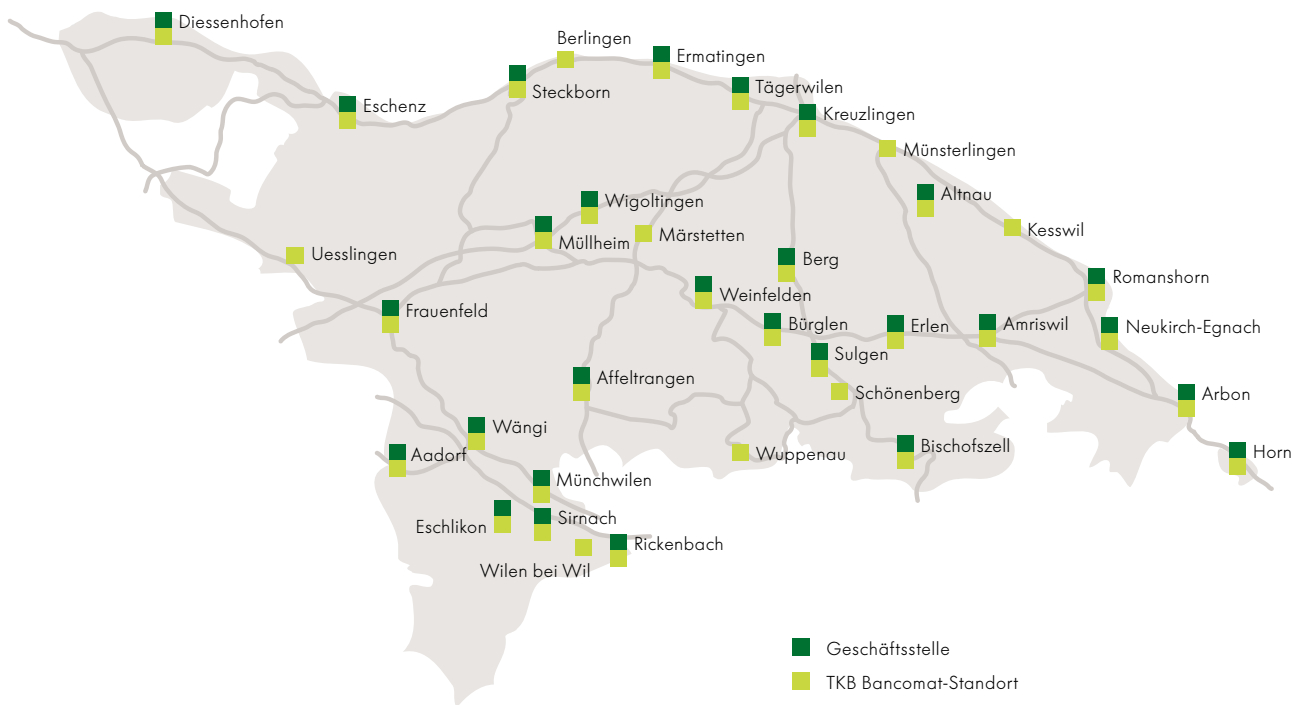 Diessenhofen
Berlingen
Ermatingen
Steckborn
Tägerwilen
Eschenz
Kreuzlingen
Münsterlingen
Altnau
Wigoltingen
Kesswil
Müllheim
Märstetten
Uesslingen
Berg
Romanshorn
Weinfelden
Frauenfeld
Bürglen
Erlen
Amriswil
Neukirch-Egnach
Sulgen
Affeltrangen
Schönenberg
Arbon
Wängi
Aadorf
Wuppenau
Bischofszell
Horn
Münchwilen
Eschlikon
Sirnach
Rickenbach
Wilen bei Wil
Geschäftsstelle
TKB Bancomat-Standort